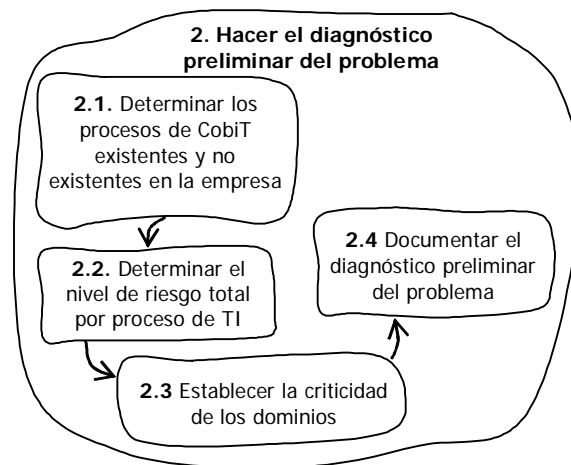 2. Hacer el diagnóstico
preliminar del problema
2.1. Determinar los
procesos de CobiT
existentes y no
existentes en la empresa
2.2. Determinar el
nivel de riesgo total
por proceso de TI
2.3 Establecer la criticidad
de los dominios
2.4 Documentar el
diagnóstico preliminar
del problema